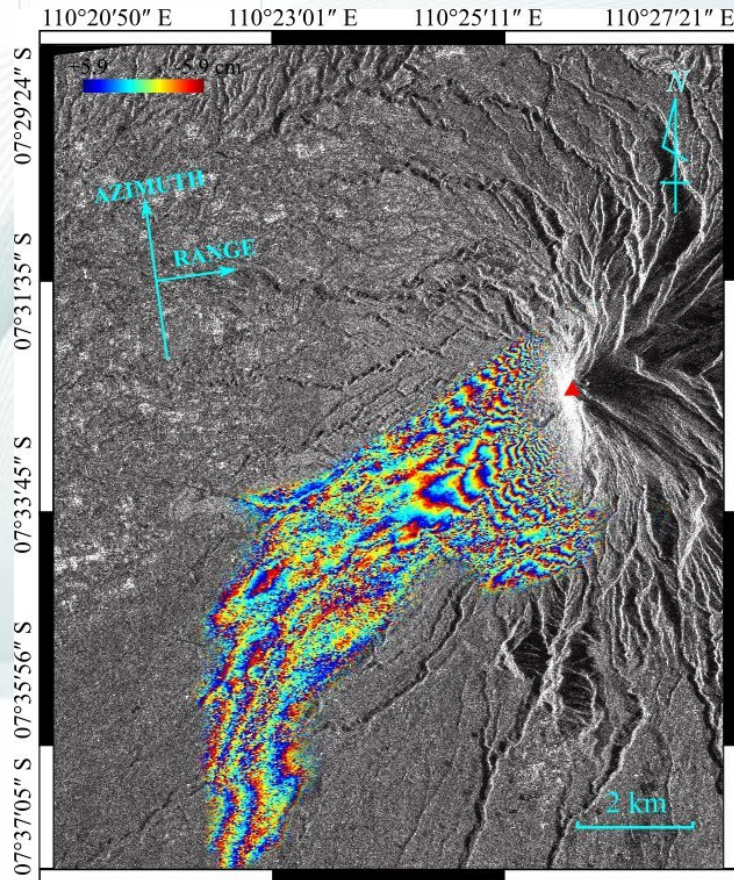 110°20′50″ E 110°23′01″ E 110°25′11″ E 110°27′21″ E
+5.9 -5.9 cm
N
07°29′24″ S
AZIMUTH
RANGE
07°31′35″ S
07°33′45″ S
07°35′56″ S
2 km
07°37′05″ S